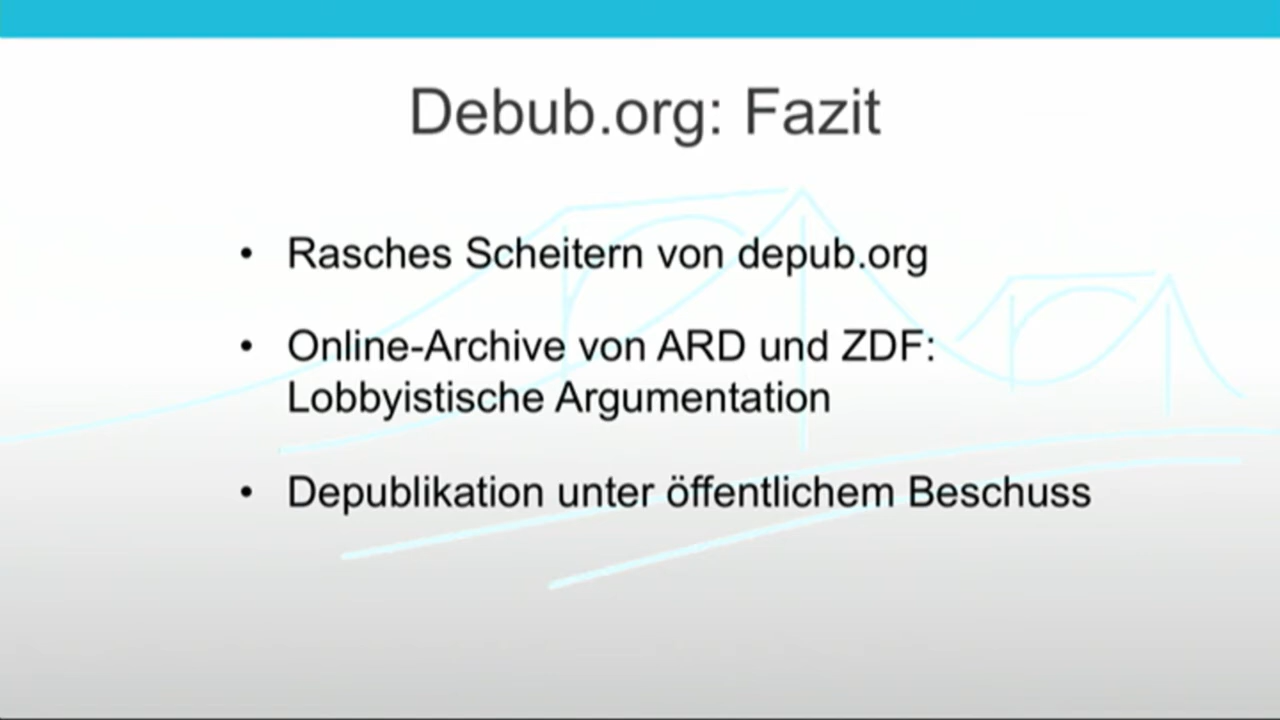 Debub.org: Fazit
• Rasches Scheitern von depub.org
• Online-Archive von ARD und ZDF:
Lobbyistische Argumentation
• Depublikation unter öffentlichem Beschuss